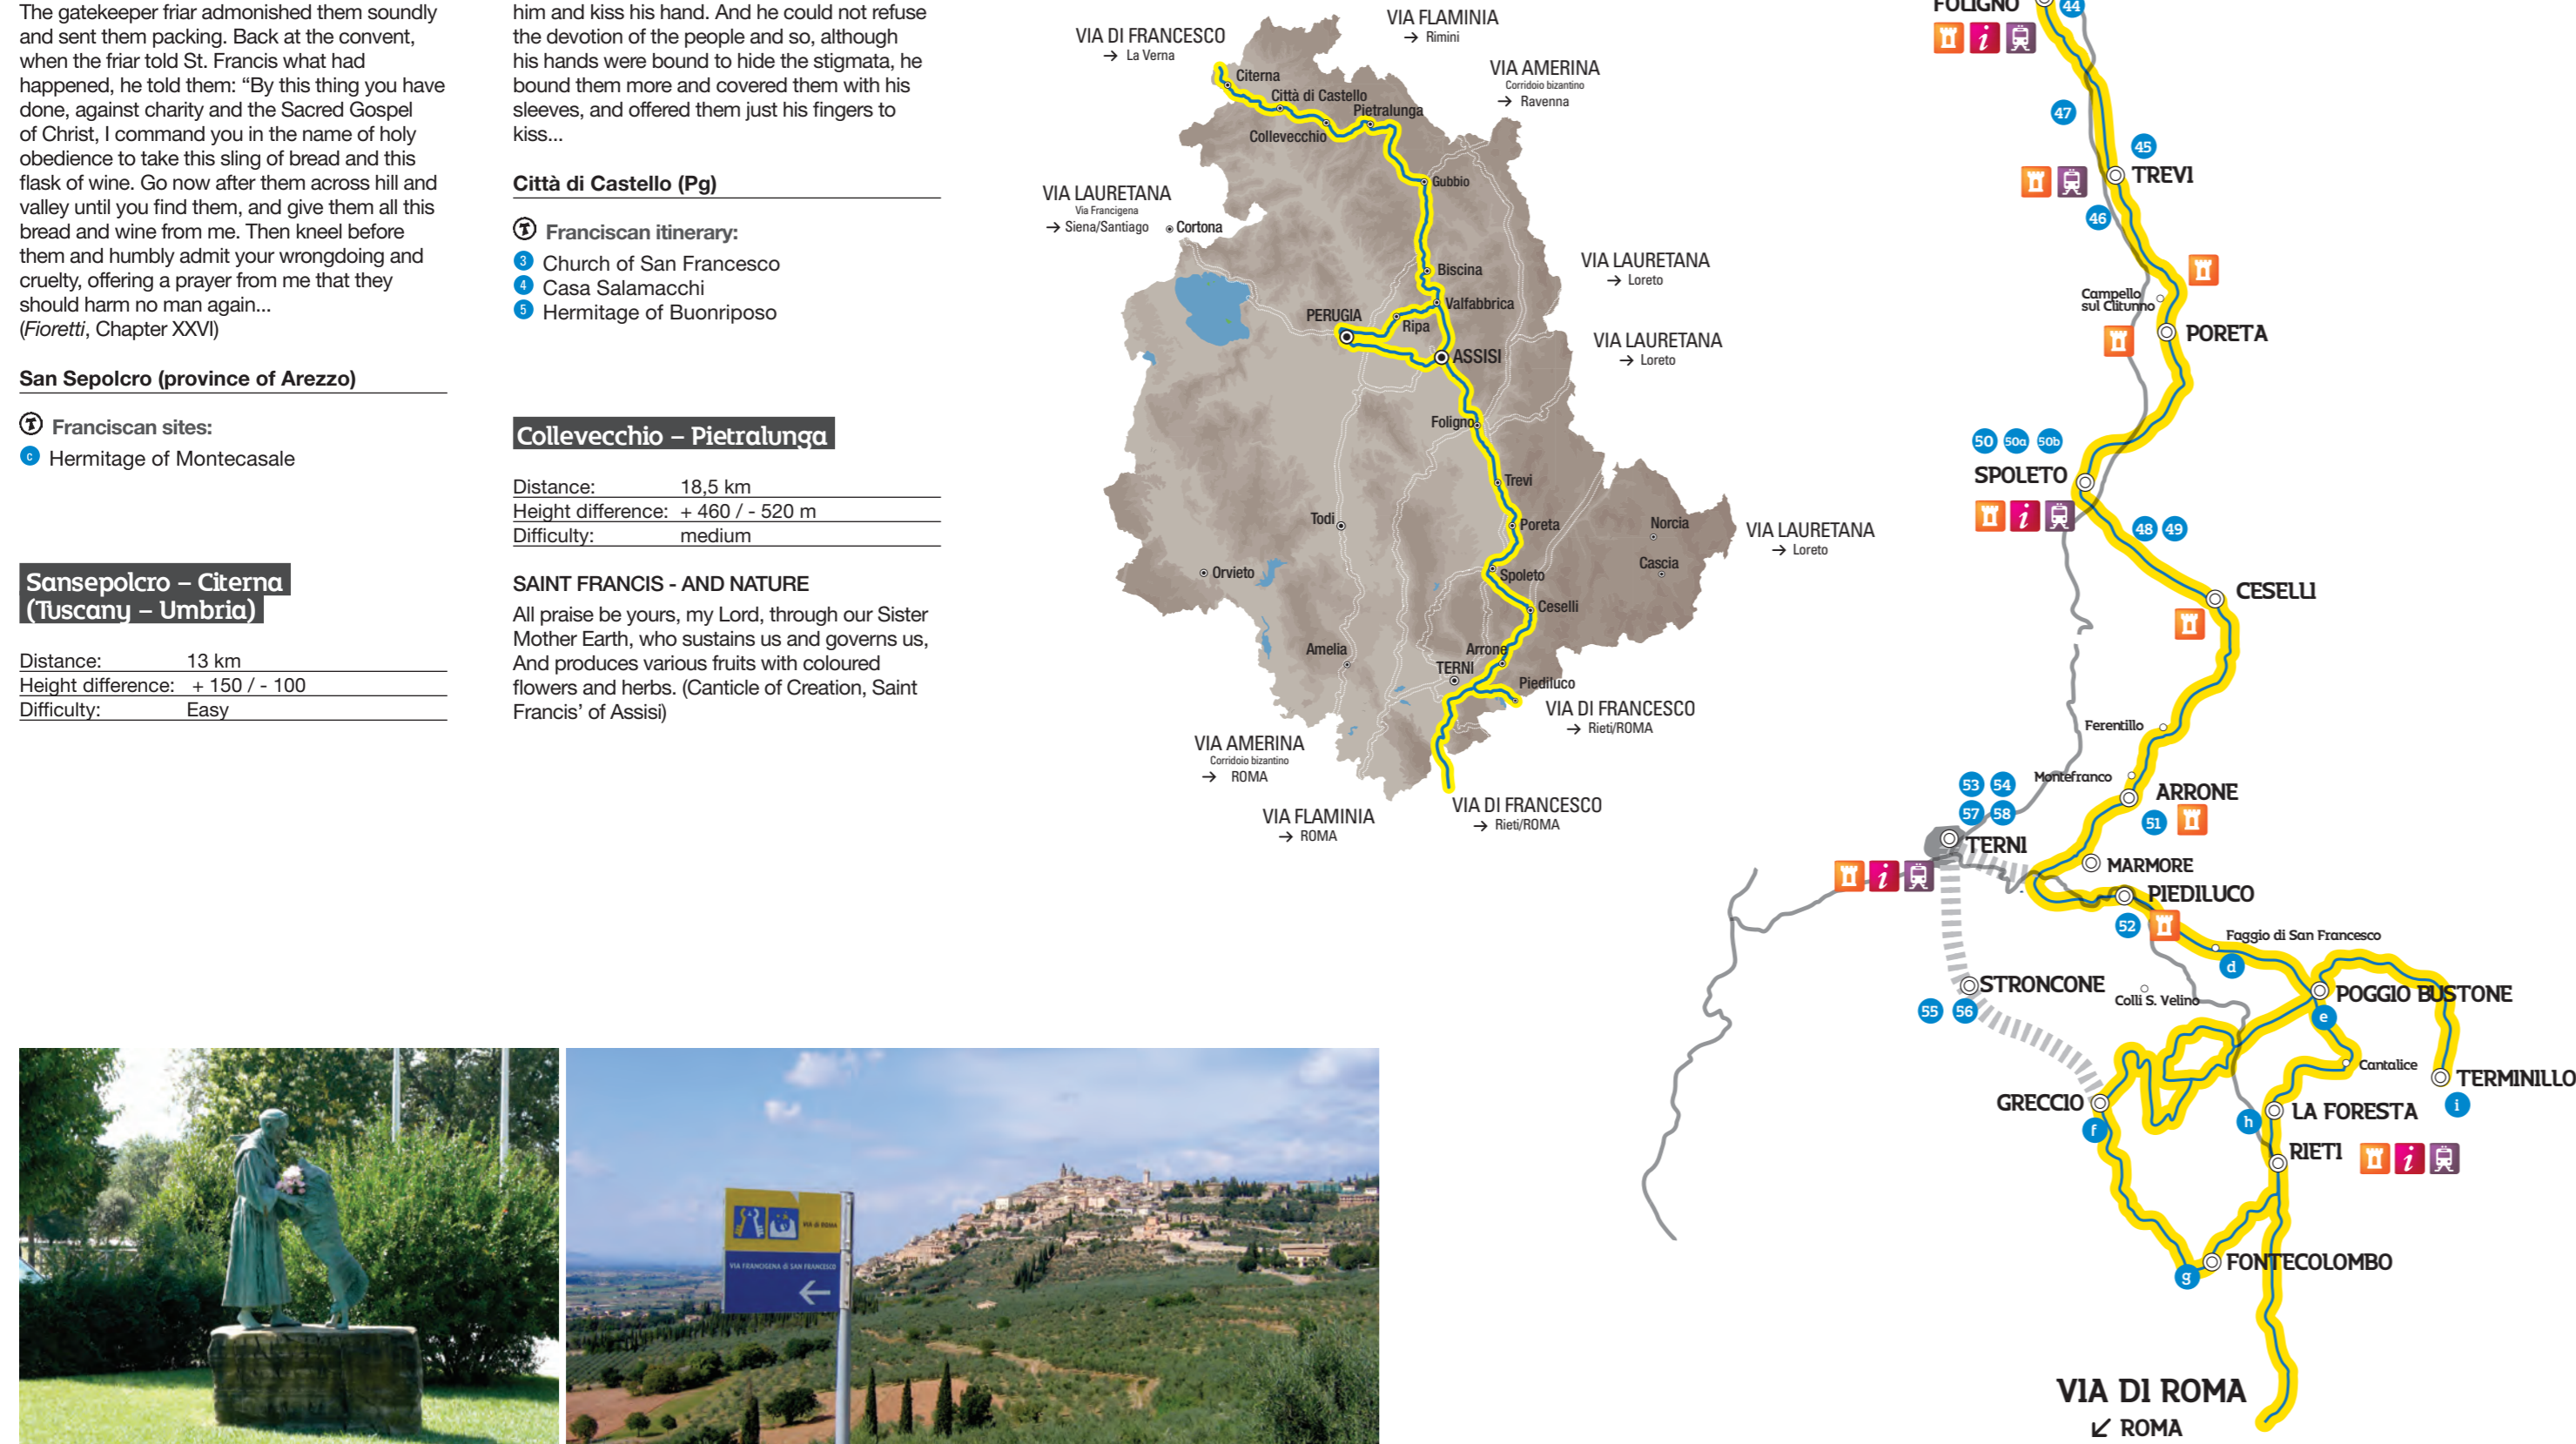 The gatekeeper friar admonished them soundly
and sent them packing. Back at the convent,
when the friar told St. Francis what had
happened, he told them: “By this thing you have
done, against charity and the Sacred Gospel
of Christ, I command you in the name of holy
obedience to take this sling of bread and this
flask of wine. Go now after them across hill and
valley until you find them, and give them all this
bread and wine from me. Then kneel before
them and humbly admit your wrongdoing and
cruelty, offering a prayer from me that they
should harm no man again...
(Fioretti, Chapter XXVI)
San Sepolcro (province of Arezzo)
Franciscan sites:
c Hermitage of Montecasale
Sansepolcro – Citerna
(Tuscany – Umbria)
Distance: 13 km
Height difference: + 150 / - 100
Difficulty: Easy
him and kiss his hand. And he could not refuse
the devotion of the people and so, although
his hands were bound to hide the stigmata, he
bound them more and covered them with his
sleeves, and offered them just his fingers to
kiss...
Città di Castello (Pg)
Franciscan itinerary:
3 Church of San Francesco
4 Casa Salamacchi
5 Hermitage of Buonriposo
Collevecchio – Pietralunga
Distance: 18,5 km
Height difference: + 460 / - 520 m
Difficulty: medium
SAINT FRANCIS - AND NATURE
All praise be yours, my Lord, through our Sister
Mother Earth, who sustains us and governs us,
And produces various fruits with coloured
flowers and herbs. (Canticle of Creation, Saint
Francis’ of Assisi)
VIA DI FRANCESCO
→ La Verna
VIA FLAMINIA
→ Rimini
VIA AMERINA
Corridoio bizantino
→ Ravenna
Citerna
Città di Castello
Pietralunga
Collevecchio
Gubbio
VIA LAURETANA
Via Francigena
→ Siena/Santiago
Cortona
Biscina
VIA LAURETANA
→ Loreto
Valfabbrica
PERUGIA
Ripa
ASSISI
VIA LAURETANA
→ Loreto
Foligno
Trevi
Todi
Poreta
Norcia
VIA LAURETANA
→ Loreto
Cascia
Orvieto
Spoleto
Ceselli
Amelia
Arrone
TERNI
Piediluco
VIA DI FRANCESCO
→ Rieti/ROMA
VIA AMERINA
Corridoio bizantino
→ ROMA
VIA FLAMINIA
→ ROMA
VIA DI FRANCESCO
→ Rieti/ROMA
FOLIGNO
44
i
47
45
TREVI
46
Campello
sul Clitunno
PORETA
50 50a 50b
SPOLETO
i
48 49
CESELLI
Ferentillo
Montefranco
ARRONE
51
53 54
57 58
TERNI
i
MARMORE
PIEDILUCO
52
Faggio di San Francesco
d
STRONCONE
55 56
Colli S. Velino
POGGIO BUSTONE
e
Cantalice
TERMINILLO
i
GRECCIO
f
h
LA FORESTA
RIETI
i
FONTECOLOMBO
g
VIA DI ROMA
↙ ROMA
VIA di ROMA
VIA FRANCIGENA di SAN FRANCESCO
←